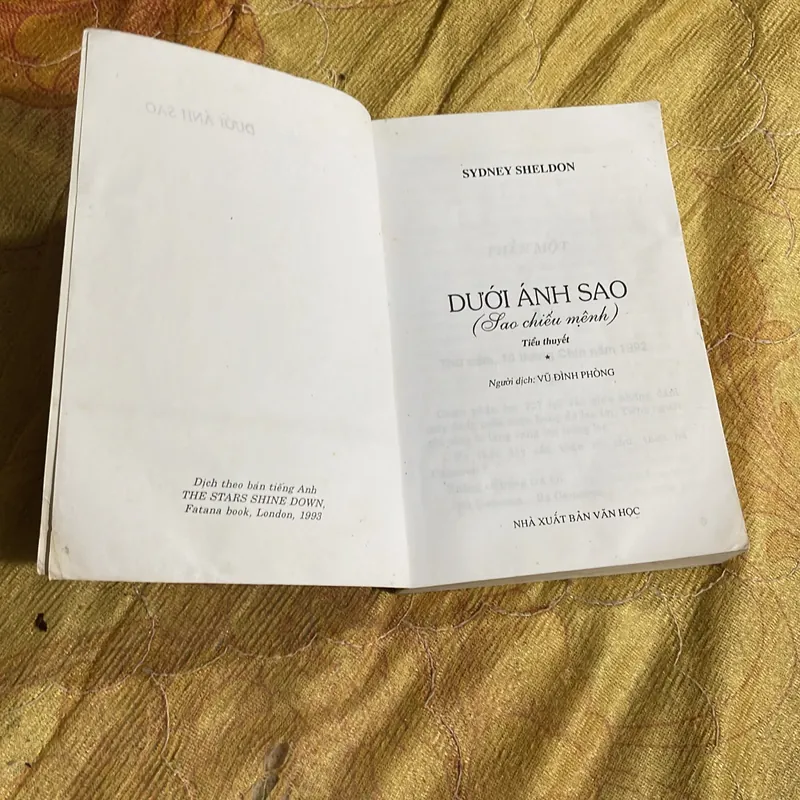 Dịch theo bản tiếng Anh
THE STARS SHINE DOWN,
Fatana book, London, 1993
SYDNEY SHELDON
DƯỚI ÁNH SAO
(Sao chiếu mệnh)
Tiểu thuyết
*
Người dịch: VŨ ĐÌNH PHÒNG
NHÀ XUẤT BẢN VĂN HỌC